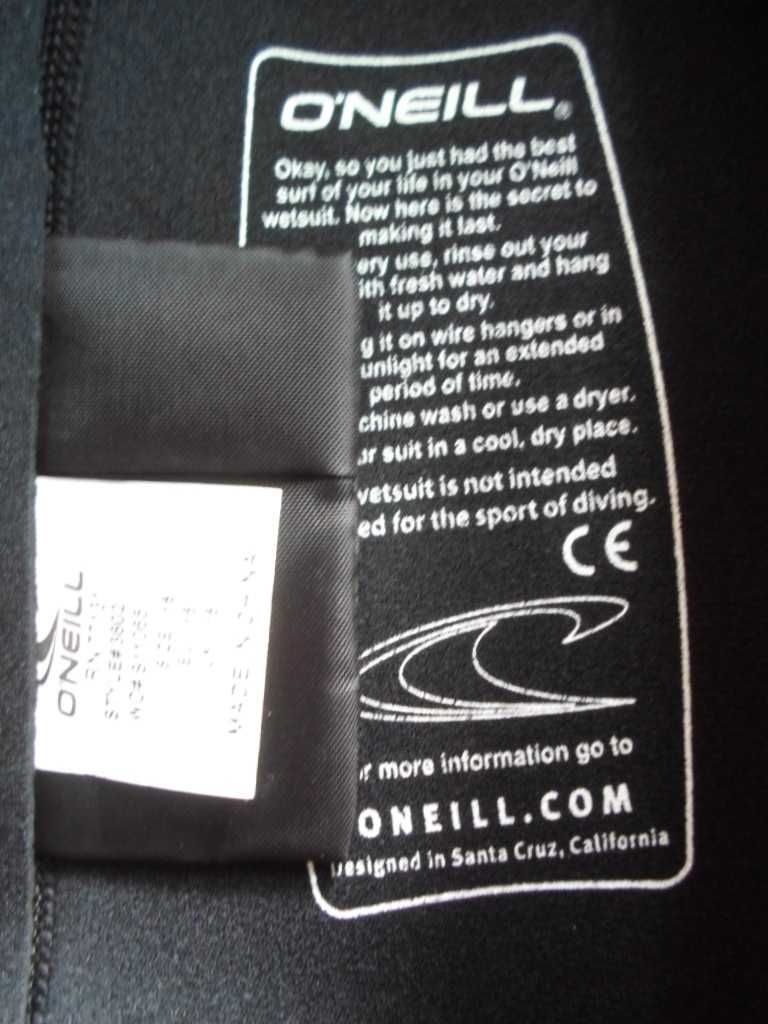 O'NEILL®
Okay, so you just had the best
surf of your life in your O'Neill
wetsuit. Now here is the secret to
making it last.
ery use, rinse out your
ith fresh water and hang
it up to dry.
g it on wire hangers or in
unlight for an extended
period of time.
chine wash or use a dryer.
ur suit in a cool, dry place.
vetsuit is not intended
ed for the sport of diving.
CE
r more information go to
ONEILL.COM
Designed in Santa Cruz, California
O'NEILL
STYLE# 3802
MADE IN CHINA